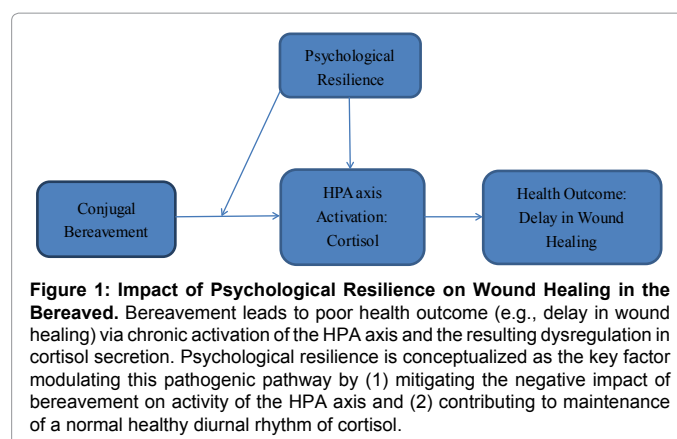 Psychological
Resilience
Conjugal
Bereavement
HPA axis
Activation:
Cortisol
Health Outcome:
Delay in Wound
Healing
Figure 1: Impact of Psychological Resilience on Wound Healing in the
Bereaved. Bereavement leads to poor health outcome (e.g., delay in wound
healing) via chronic activation of the HPA axis and the resulting dysregulation in
cortisol secretion. Psychological resilience is conceptualized as the key factor
modulating this pathogenic pathway by (1) mitigating the negative impact of
bereavement on activity of the HPA axis and (2) contributing to maintenance
of a normal healthy diurnal rhythm of cortisol.